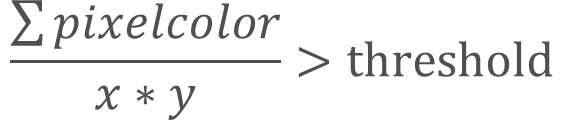 ∑ pixelcolor
x * y
> threshold